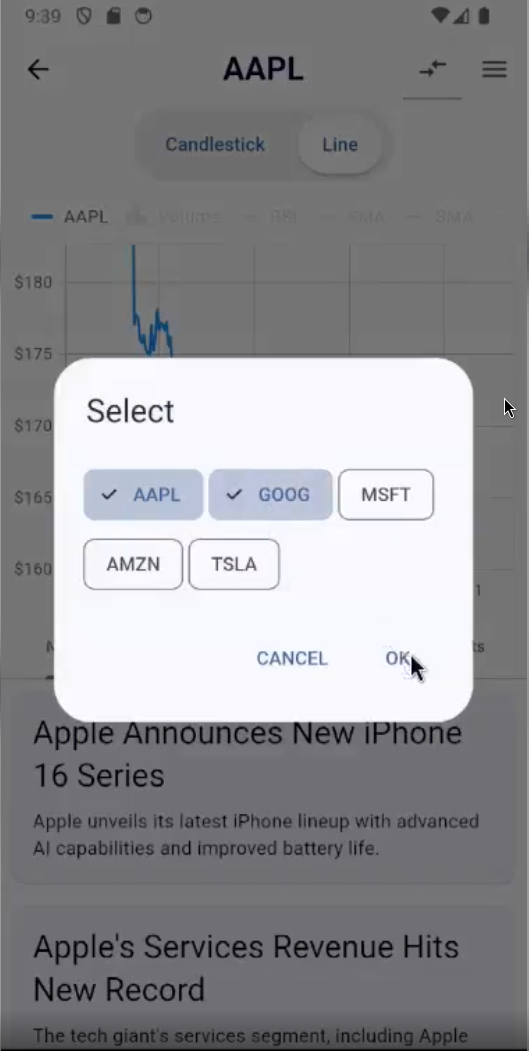 9:39
AAPL
Candlestick Line
AAPL Volume RSI EMA SMA
$180
$175
$170
$165
$160
Select
AAPL GOOG MSFT
AMZN TSLA
CANCEL OK
Apple Announces New iPhone
16 Series
Apple unveils its latest iPhone lineup with advanced
AI capabilities and improved battery life.
Apple's Services Revenue Hits
New Record
The tech giant's services segment, including Apple